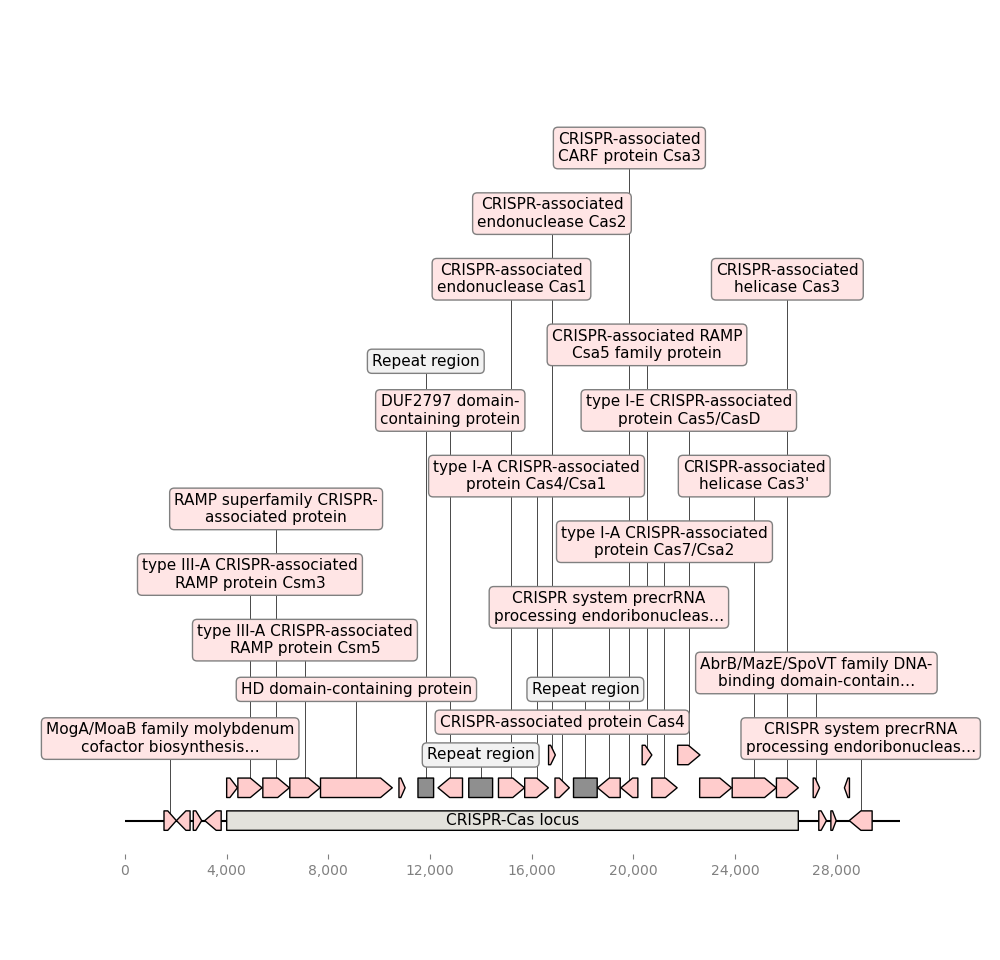 CRISPR-associated
CARF protein Csa3
CRISPR-associated
endonuclease Cas2
CRISPR-associated
endonuclease Cas1
CRISPR-associated
helicase Cas3
CRISPR-associated RAMP
Csa5 family protein
Repeat region
DUF2797 domain-
containing protein
type I-E CRISPR-associated
protein Cas5/CasD
type I-A CRISPR-associated
protein Cas4/Csa1
CRISPR-associated
helicase Cas3'
RAMP superfamily CRISPR-
associated protein
type I-A CRISPR-associated
protein Cas7/Csa2
type III-A CRISPR-associated
RAMP protein Csm3
CRISPR system precrRNA
processing endoribonucleas…
type III-A CRISPR-associated
RAMP protein Csm5
AbrB/MazE/SpoVT family DNA-
binding domain-contain…
HD domain-containing protein
Repeat region
CRISPR-associated protein Cas4
MogA/MoaB family molybdenum
cofactor biosynthesis…
CRISPR system precrRNA
processing endoribonucleas…
Repeat region
CRISPR-Cas locus
0
4,000
8,000
12,000
16,000
20,000
24,000
28,000